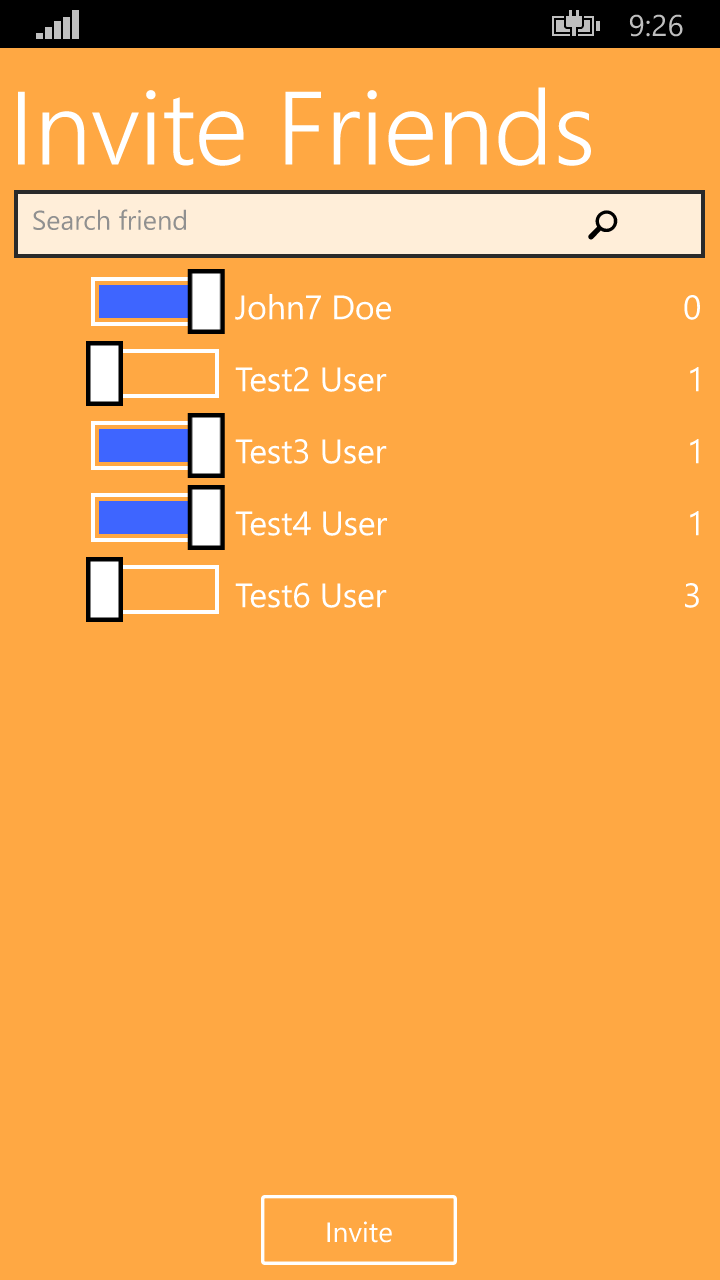 9:26
Invite Friends
Search friend
John7 Doe 0
Test2 User 1
Test3 User 1
Test4 User 1
Test6 User 3
Invite